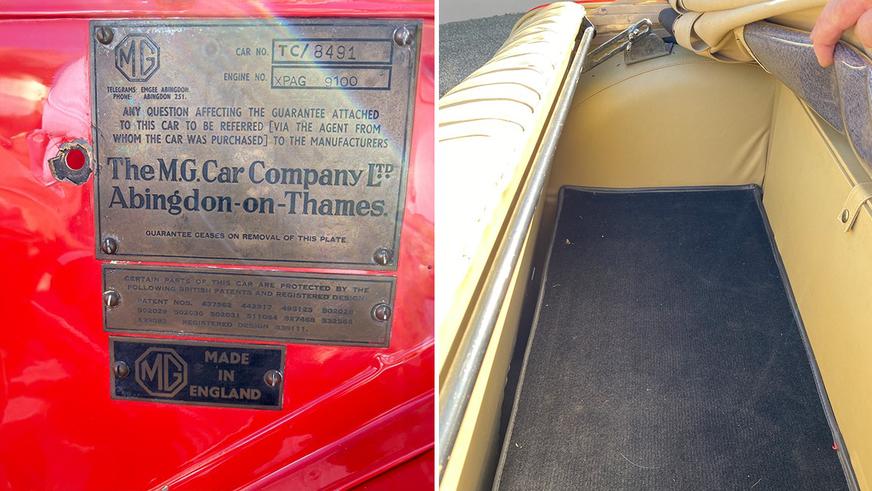 MG
CAR NO. TC/8491
ENGINE NO. XPAG 9100
TELEGRAMS: EMGEE ABINGDON.
PHONE: ABINGDON 251.
ANY QUESTION AFFECTING THE GUARANTEE ATTACHED
TO THIS CAR TO BE REFERRED [VIA THE AGENT FROM
WHOM THE CAR WAS PURCHASED] TO THE MANUFACTURERS
The M.G. Car Company LTD
Abingdon-on-Thames.
GUARANTEE CEASES ON REMOVAL OF THIS PLATE.
CERTAIN PARTS OF THIS CAR ARE PROTECTED BY THE
FOLLOWING BRITISH PATENTS AND REGISTERED DESIGN
PATENT NOS.
REGISTERED DESIGN
MG
MADE
IN
ENGLAND